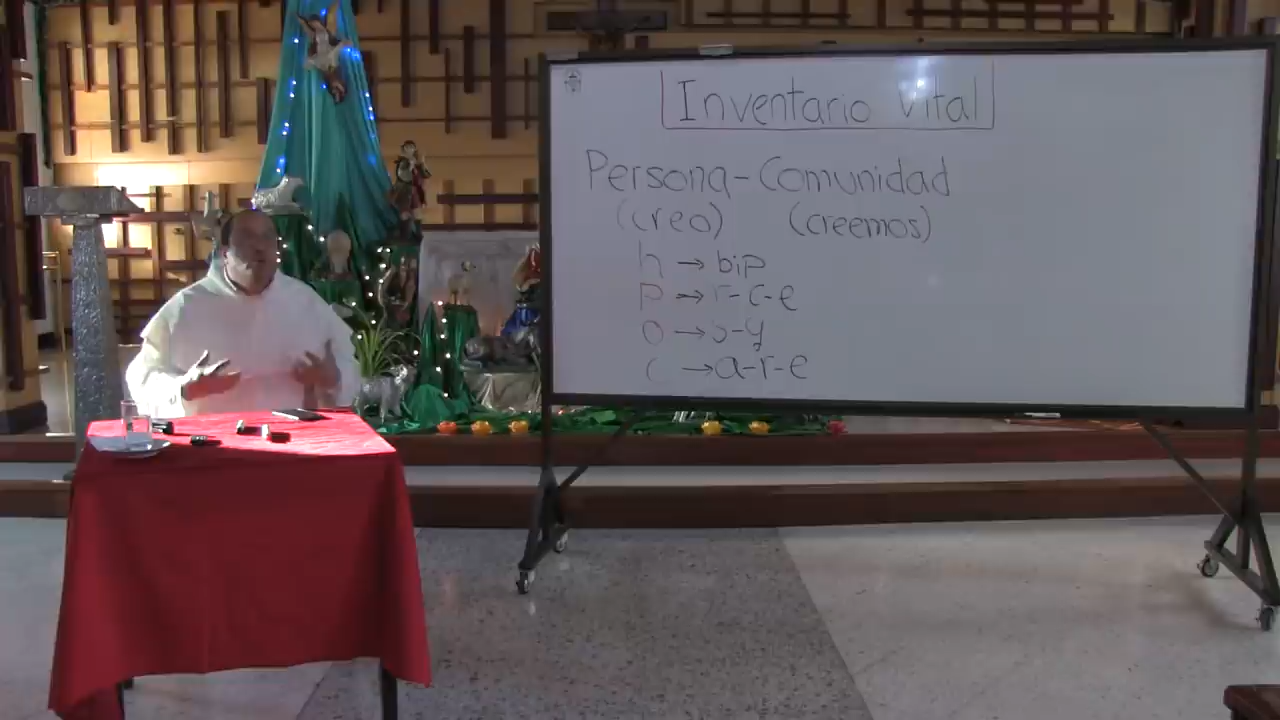 Inventario Vital
Persona - Comunidad
(creo) (creemos)
h → bip
p → r-c-e
o → o-y
c → a-r-e